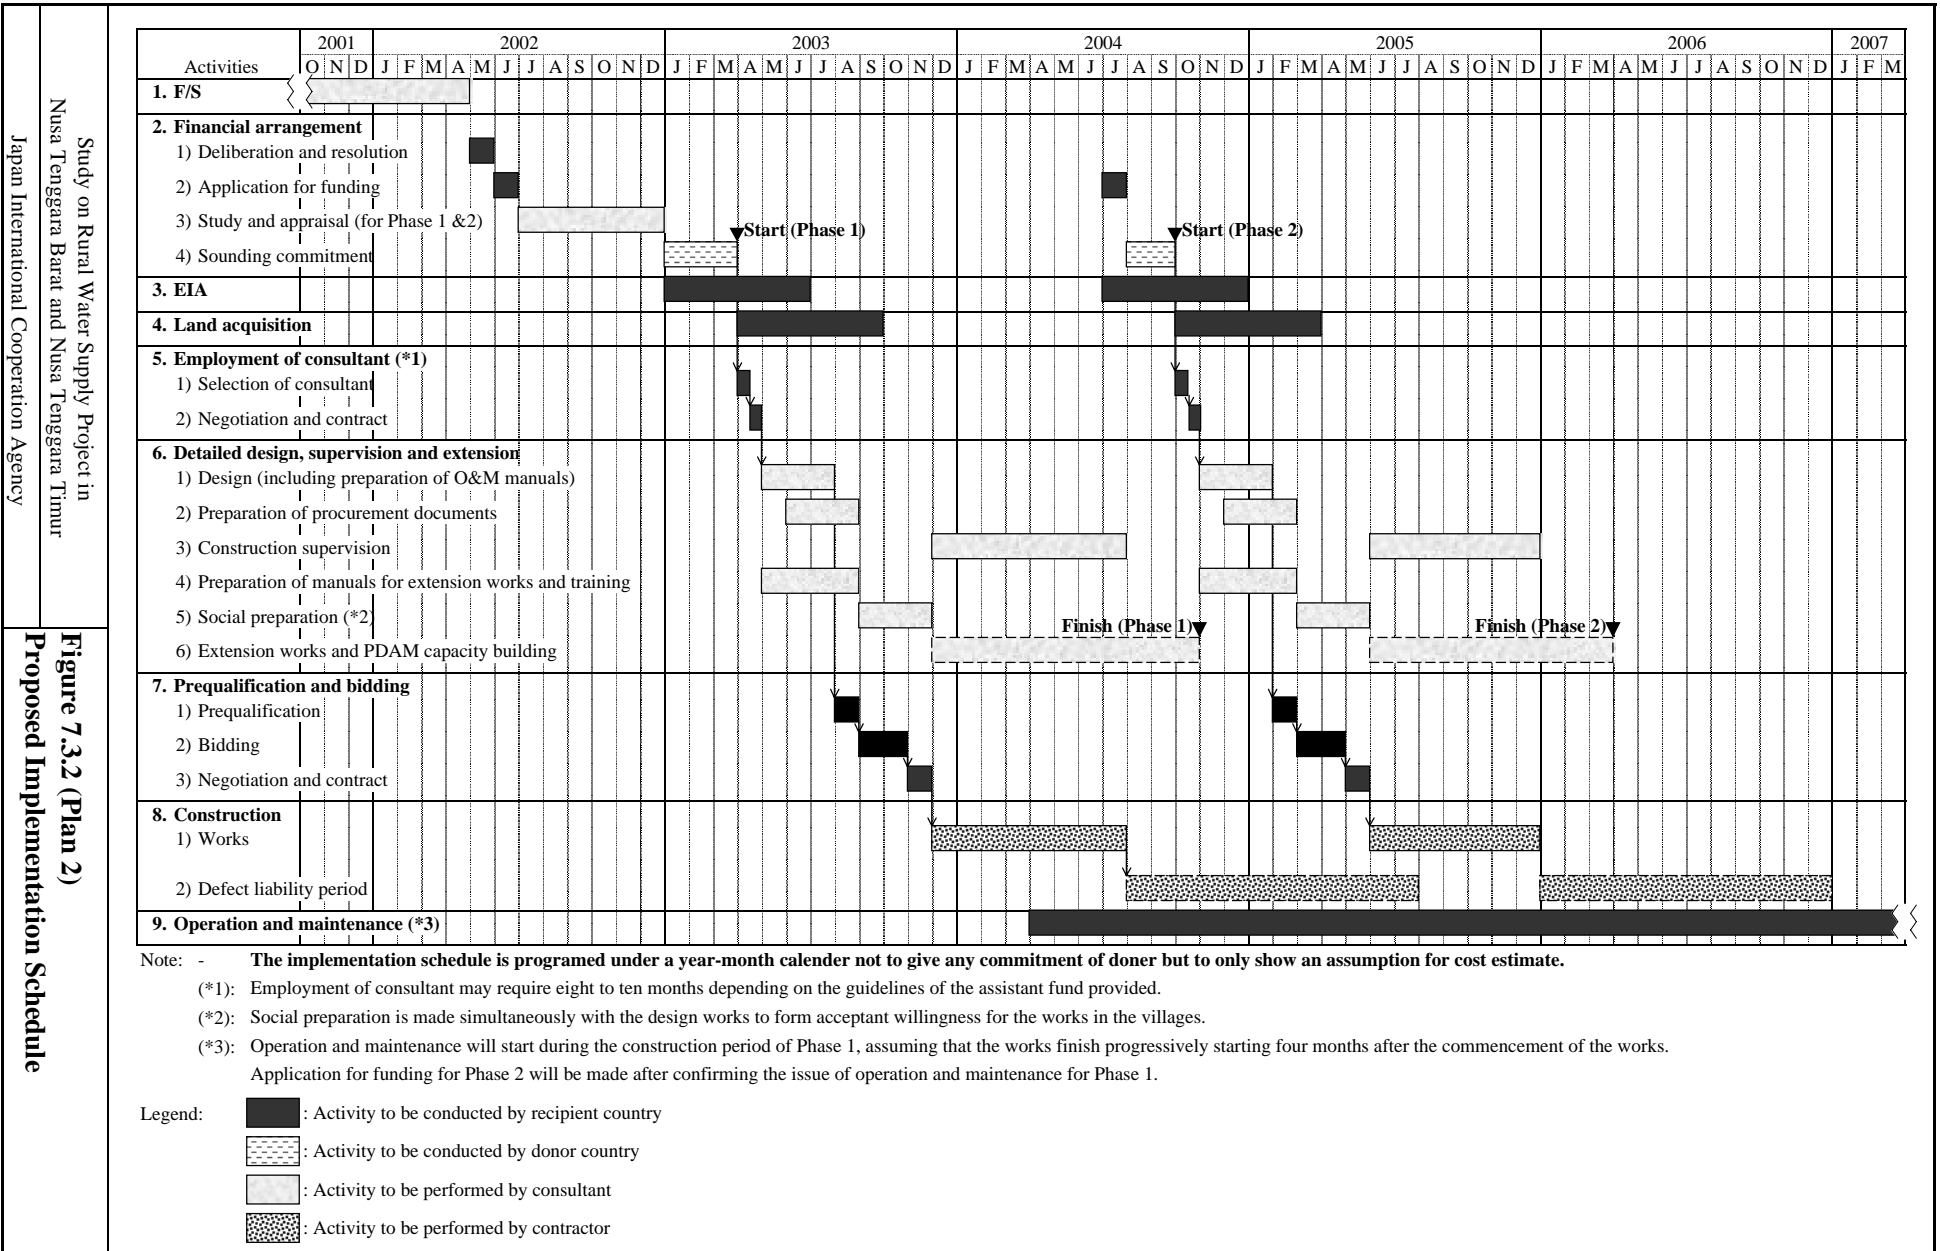 Study on Rural Water Supply Project in
Nusa Tenggara Barat and Nusa Tenggara Timur
Japan International Cooperation Agency
Figure 7.3.2 (Plan 2)
Proposed Implementation Schedule
2001 2002 2003 2004 2005 2006 2007
Activities O N D J F M A M J J A S O N D J F M A M J J A S O N D J F M A M J J A S O N D J F M A M J J A S O N D J F M A M J J A S O N D J F M
1. F/S
2. Financial arrangement
1) Deliberation and resolution
2) Application for funding
3) Study and appraisal (for Phase 1 &2)
Start (Phase 1) Start (Phase 2)
4) Sounding commitment
3. EIA
4. Land acquisition
5. Employment of consultant (*1)
1) Selection of consultant
2) Negotiation and contract
6. Detailed design, supervision and extension
1) Design (including preparation of O&M manuals)
2) Preparation of procurement documents
3) Construction supervision
4) Preparation of manuals for extension works and training
5) Social preparation (*2)
Finish (Phase 1) Finish (Phase 2)
6) Extension works and PDAM capacity building
7. Prequalification and bidding
1) Prequalification
2) Bidding
3) Negotiation and contract
8. Construction
1) Works
2) Defect liability period
9. Operation and maintenance (*3)
Note: - The implementation schedule is programed under a year-month calender not to give any commitment of doner but to only show an assumption for cost estimate.
(*1): Employment of consultant may require eight to ten months depending on the guidelines of the assistant fund provided.
(*2): Social preparation is made simultaneously with the design works to form acceptant willingness for the works in the villages.
(*3): Operation and maintenance will start during the construction period of Phase 1, assuming that the works finish progressively starting four months after the commencement of the works.
Application for funding for Phase 2 will be made after confirming the issue of operation and maintenance for Phase 1.
Legend: : Activity to be conducted by recipient country
: Activity to be conducted by donor country
: Activity to be performed by consultant
: Activity to be performed by contractor